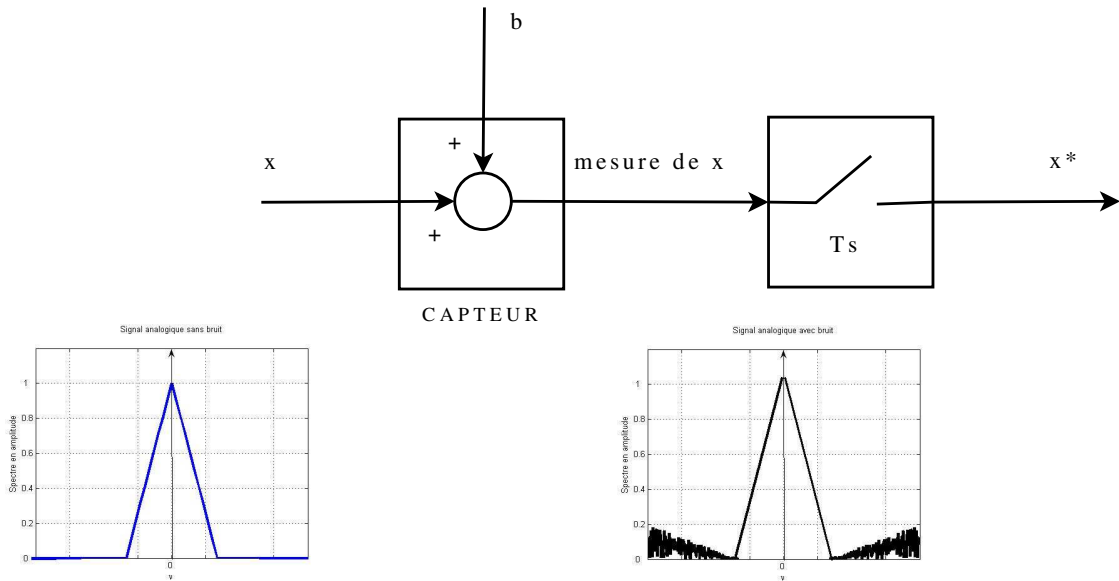 b
+
x
mesure de x
x*
+
Ts
CAPTEUR
Signal analogique sans bruit
Spectre en amplitude
1
0.8
0.6
0.4
0.2
0
0
ν
Signal analogique avec bruit
Spectre en amplitude
1
0.8
0.6
0.4
0.2
0
0
ν